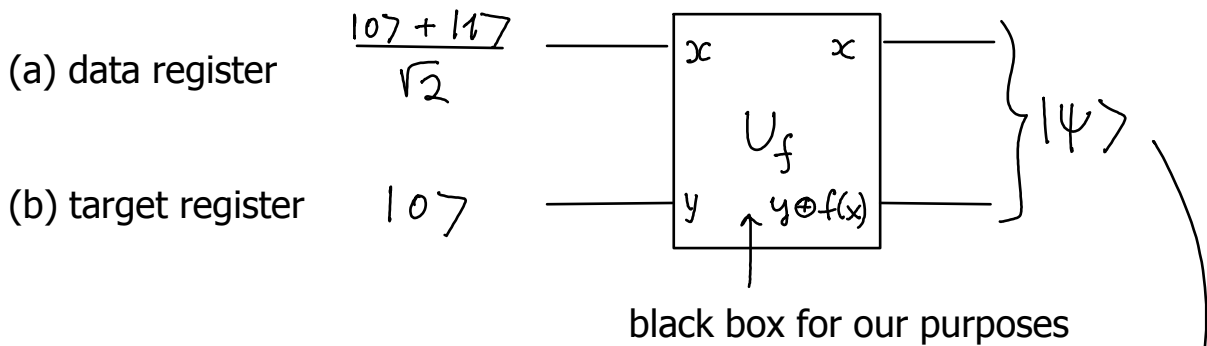 (a) data register
|0⟩ + |1⟩
√2
x
x
U_f
|ψ⟩
(b) target register
|0⟩
y
y⊕f(x)
black box for our purposes